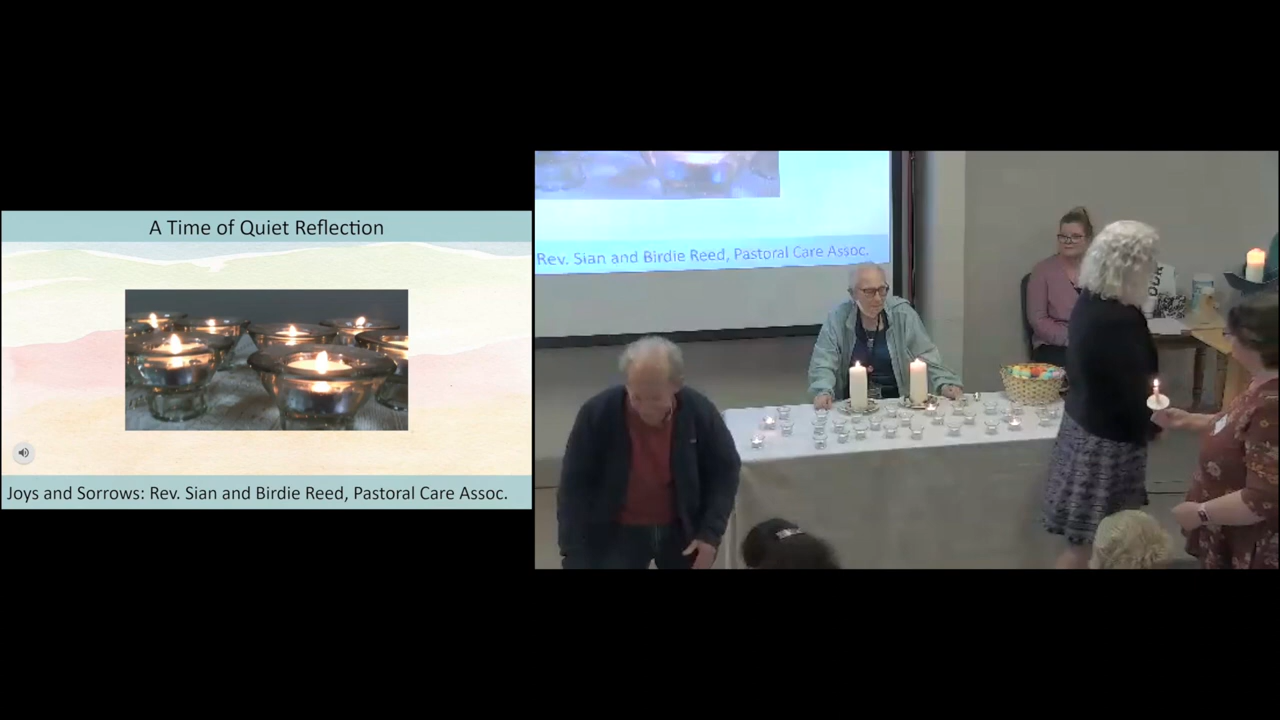 A Time of Quiet Reflection
Joys and Sorrows: Rev. Sian and Birdie Reed, Pastoral Care Assoc.
Rev. Sian and Birdie Reed, Pastoral Care Assoc.